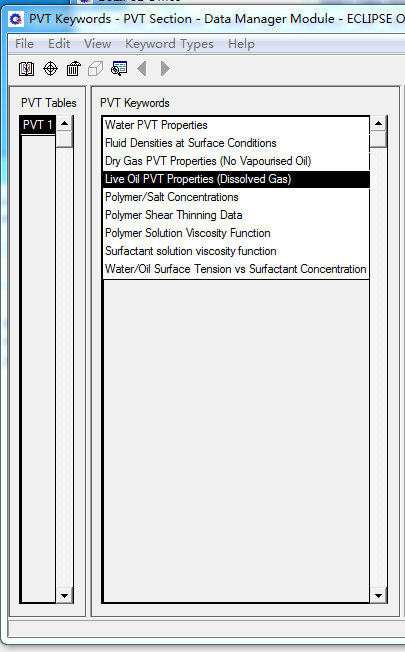 PVT Keywords - PVT Section - Data Manager Module - ECLIPSE O
File Edit View Keyword Types Help
PVT Tables
PVT 1
PVT Keywords
Water PVT Properties
Fluid Densities at Surface Conditions
Dry Gas PVT Properties (No Vapourised Oil)
Live Oil PVT Properties (Dissolved Gas)
Polymer/Salt Concentrations
Polymer Shear Thinning Data
Polymer Solution Viscosity Function
Surfactant solution viscosity function
Water/Oil Surface Tension vs Surfactant Concentration